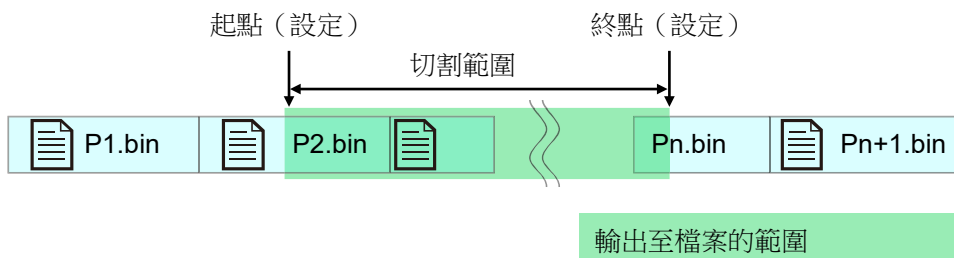 起點（設定）
終點（設定）
切割範圍
P1.bin
P2.bin
Pn.bin
Pn+1.bin
輸出至檔案的範圍